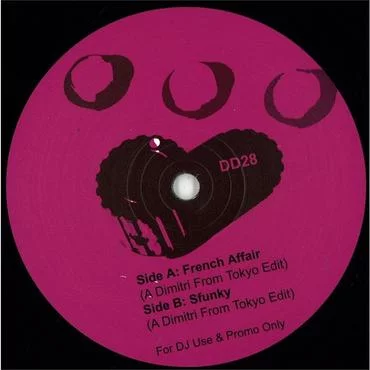 DD28
Side A: French Affair
(A Dimitri From Tokyo Edit)
Side B: Sfunky
(A Dimitri From Tokyo Edit)
For DJ Use & Promo Only